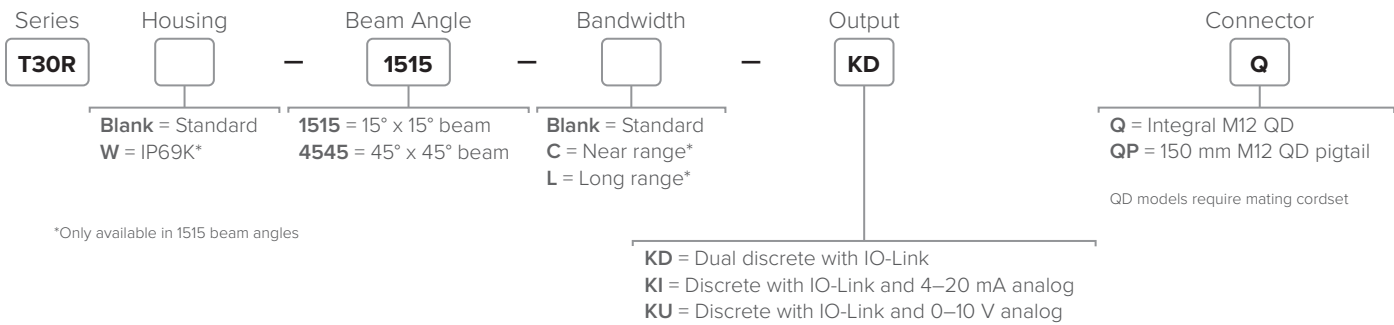 Series Housing Beam Angle Bandwidth Output Connector
T30R – 1515 – – KD Q
Blank = Standard
W = IP69K*
1515 = 15° x 15° beam
4545 = 45° x 45° beam
Blank = Standard
C = Near range*
L = Long range*
Q = Integral M12 QD
QP = 150 mm M12 QD pigtail
QD models require mating cordset
*Only available in 1515 beam angles
KD = Dual discrete with IO-Link
KI = Discrete with IO-Link and 4–20 mA analog
KU = Discrete with IO-Link and 0–10 V analog